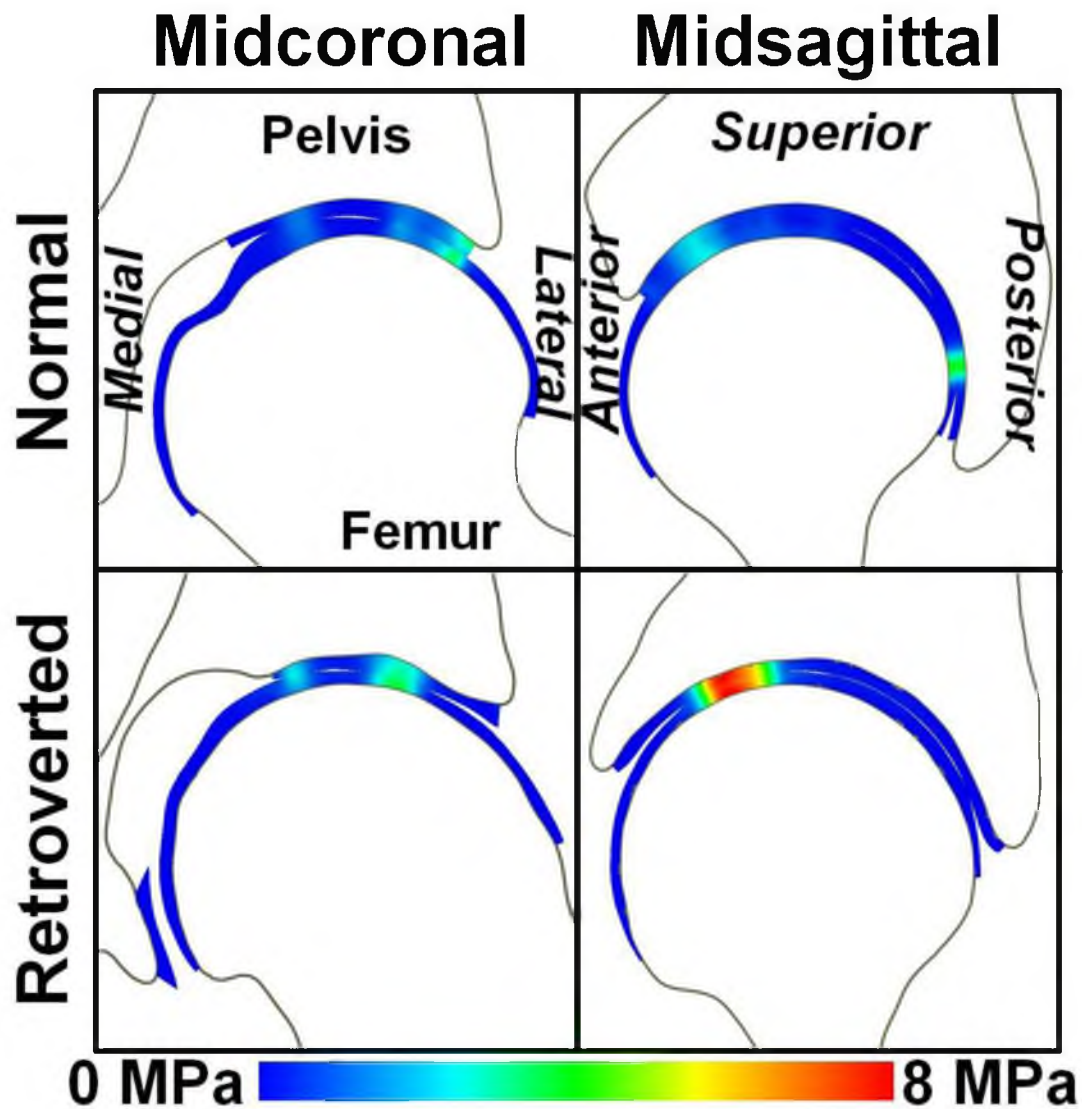 Midcoronal Midsagittal
Normal
Pelvis
Superior
Medial
Lateral
Anterior
Posterior
Femur
Retroverted
0 MPa 8 MPa